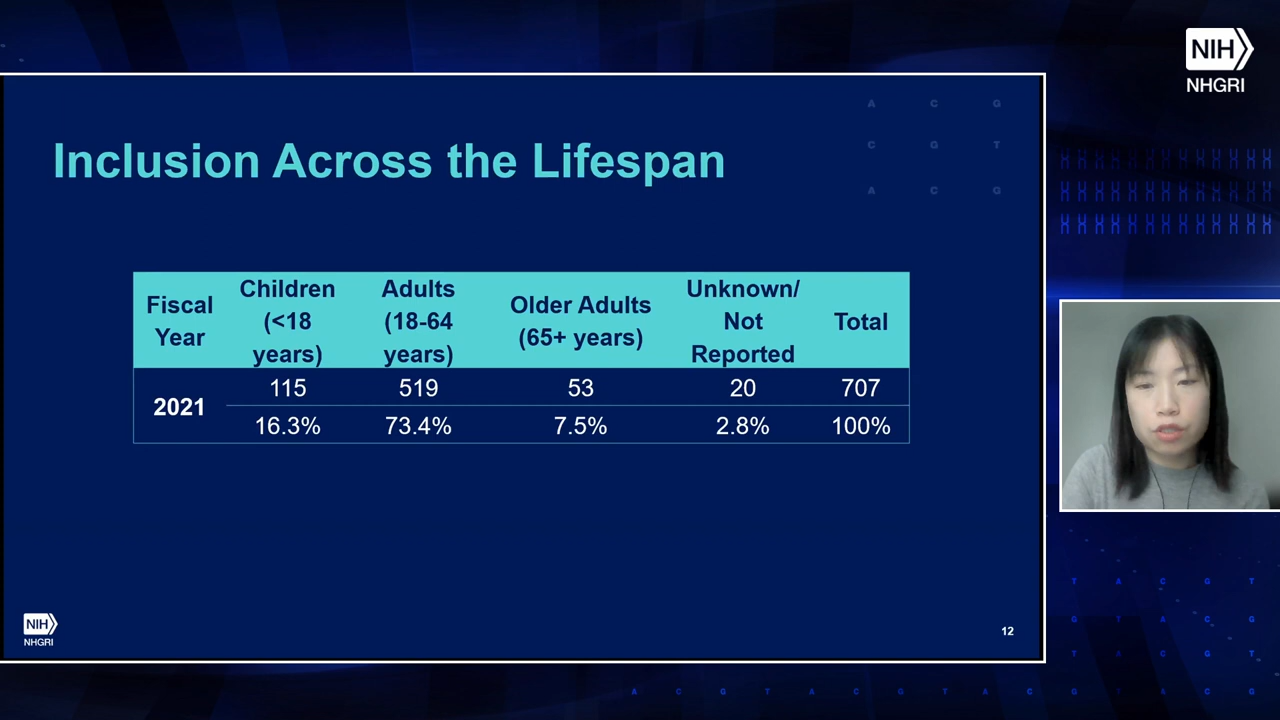 NIH
NHGRI
A C G
C G T
A C G
Inclusion Across the Lifespan
Fiscal Year
Children (<18 years)
Adults (18-64 years)
Older Adults (65+ years)
Unknown/ Not Reported
Total
2021
115 519 53 20 707
16.3% 73.4% 7.5% 2.8% 100%
NIH
NHGRI
12
T A C G T
G T A C G
T A C G T
A C G T A C G T A C G T A C G